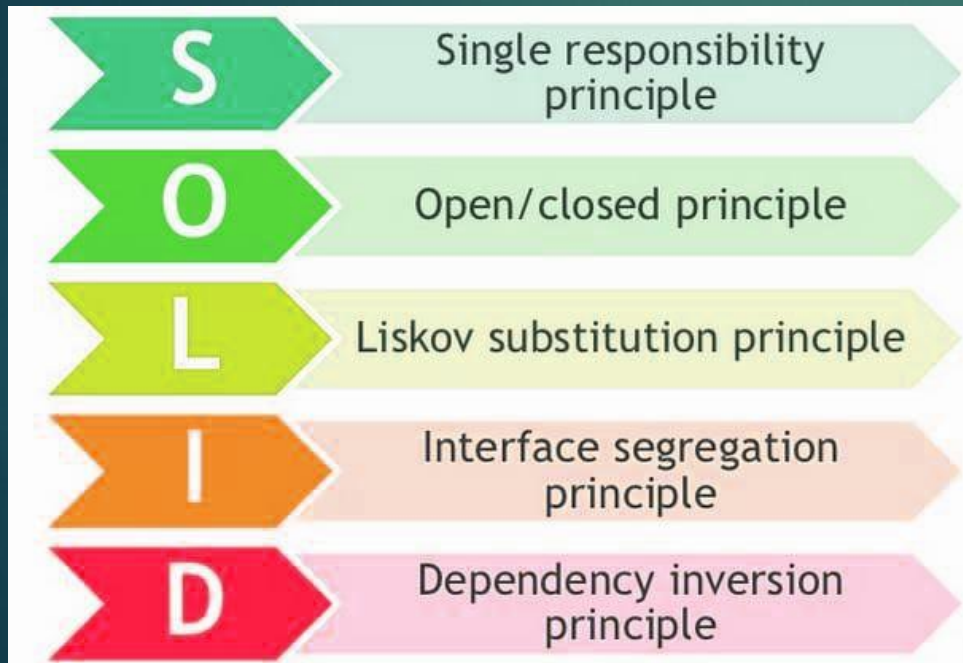 S
Single responsibility
principle
O
Open/closed principle
L
Liskov substitution principle
I
Interface segregation
principle
D
Dependency inversion
principle